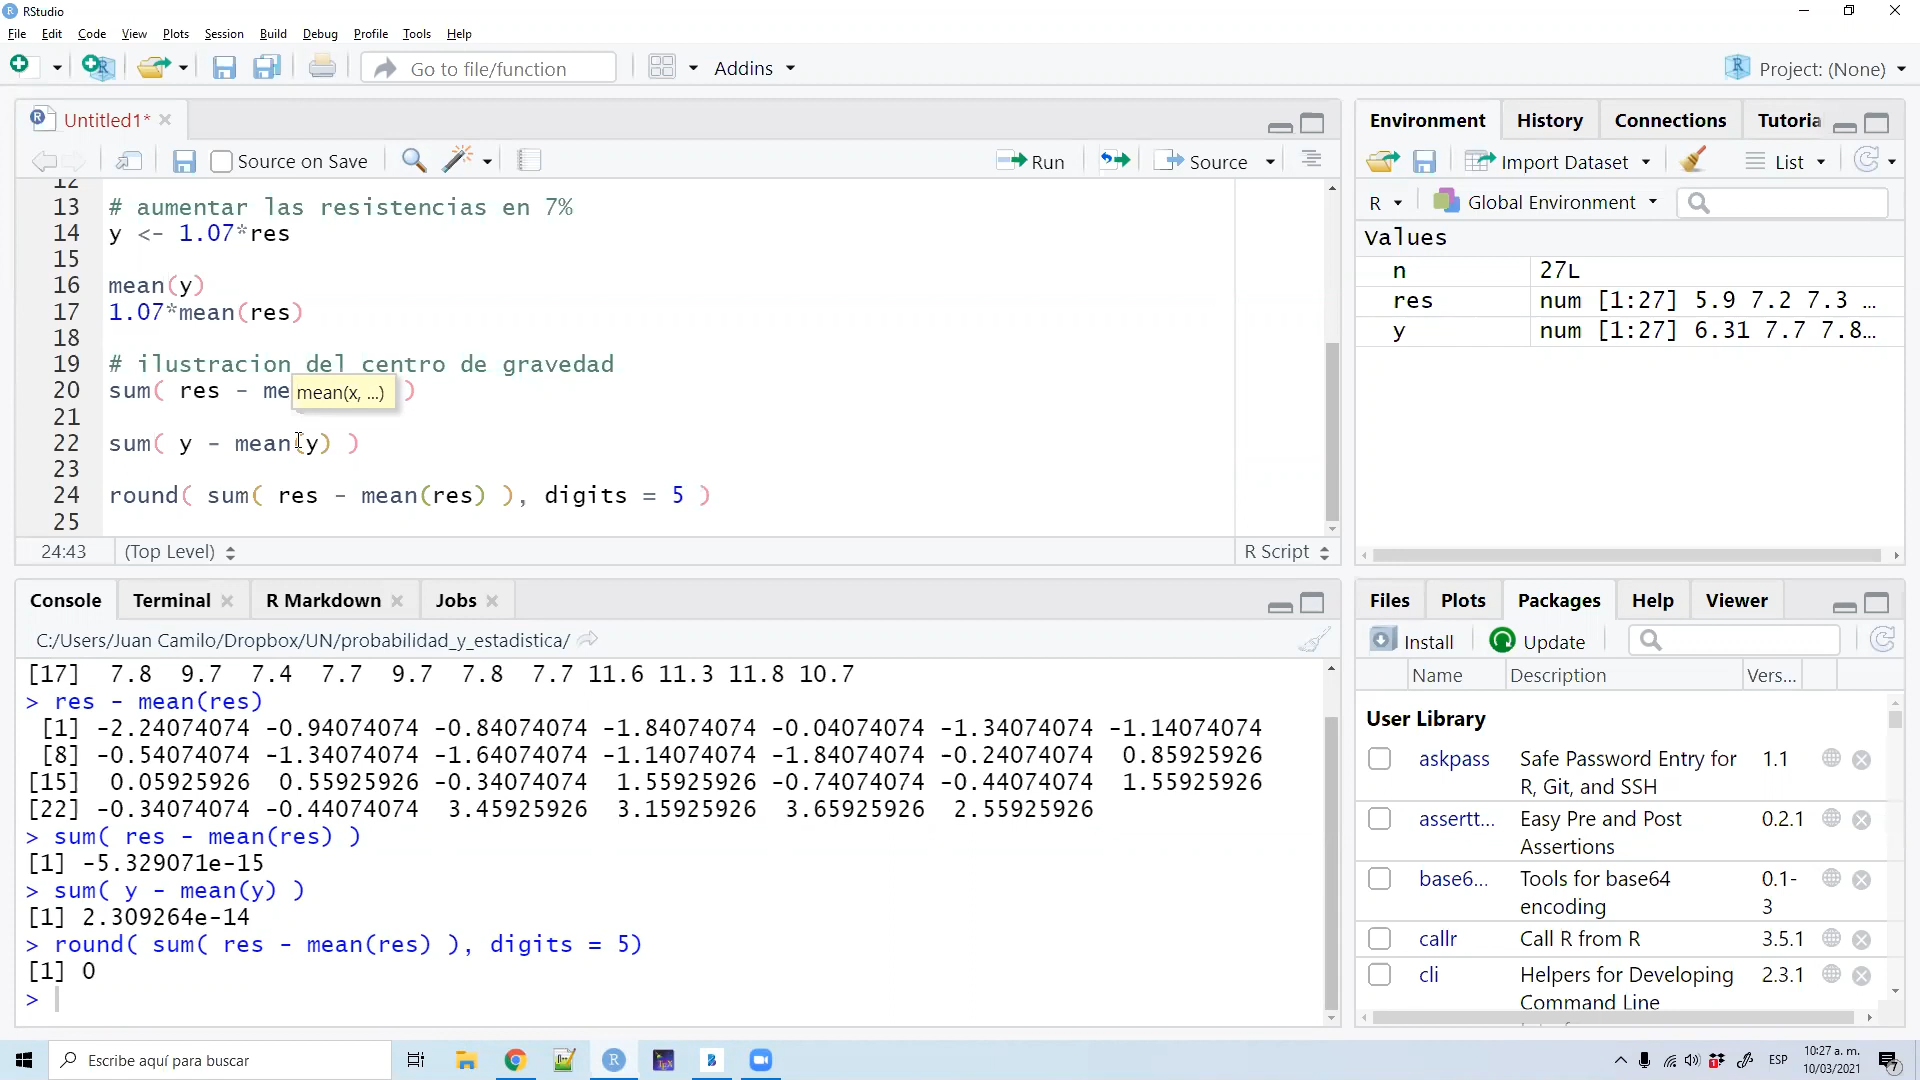 RStudio
File Edit Code View Plots Session Build Debug Profile Tools Help
Go to file/function Addins Project: (None)
Untitled1*
Source on Save Run Source
12
13 # aumentar las resistencias en 7%
14 y <- 1.07*res
15
16 mean(y)
17 1.07*mean(res)
18
19 # ilustracion del centro de gravedad
20 sum( res - me )
mean(x, ...)
21
22 sum( y - mean(y) )
23
24 round( sum( res - mean(res) ), digits = 5 )
25
24:43 (Top Level) R Script
Console Terminal R Markdown Jobs
C:/Users/Juan Camilo/Dropbox/UN/probabilidad_y_estadistica/
[17] 7.8 9.7 7.4 7.7 9.7 7.8 7.7 11.6 11.3 11.8 10.7
> res - mean(res)
[1] -2.24074074 -0.94074074 -0.84074074 -1.84074074 -0.04074074 -1.34074074 -1.14074074
[8] -0.54074074 -1.34074074 -1.64074074 -1.14074074 -1.84074074 -0.24074074 0.85925926
[15] 0.05925926 0.55925926 -0.34074074 1.55925926 -0.74074074 -0.44074074 1.55925926
[22] -0.34074074 -0.44074074 3.45925926 3.15925926 3.65925926 2.55925926
> sum( res - mean(res) )
[1] -5.329071e-15
> sum( y - mean(y) )
[1] 2.309264e-14
> round( sum( res - mean(res) ), digits = 5)
[1] 0
>
Environment History Connections Tutoria
Import Dataset List
R Global Environment
Values
n 27L
res num [1:27] 5.9 7.2 7.3 ...
y num [1:27] 6.31 7.7 7.8...
Files Plots Packages Help Viewer
Install Update
Name Description Vers...
User Library
askpass Safe Password Entry for 1.1
R, Git, and SSH
assertt... Easy Pre and Post 0.2.1
Assertions
base6... Tools for base64 0.1-
encoding 3
callr Call R from R 3.5.1
cli Helpers for Developing 2.3.1
Command Line
Escribe aquí para buscar
ESP
10:27 a. m.
10/03/2021
7